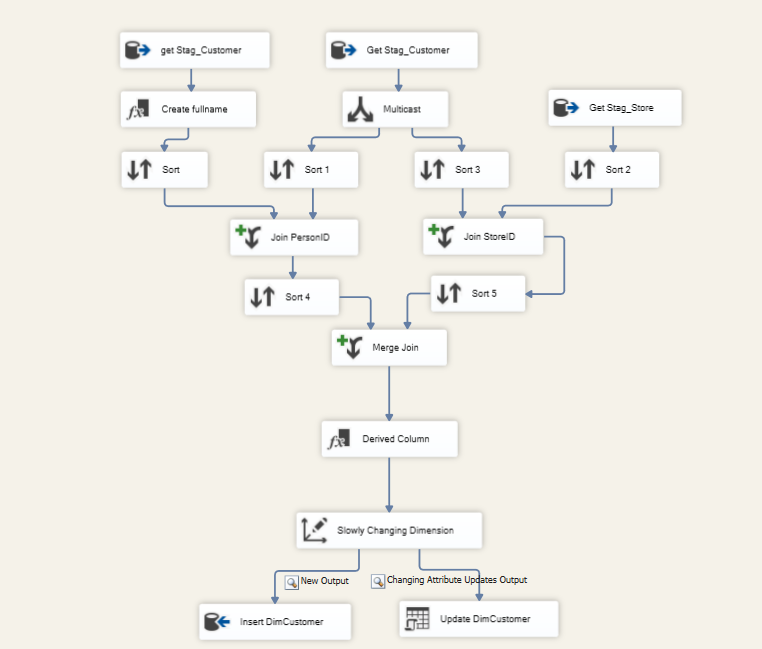 get Stag_Customer
Get Stag_Customer
Create fullname
Multicast
Get Stag_Store
Sort
Sort 1
Sort 3
Sort 2
Join PersonID
Join StoreID
Sort 4
Sort 5
Merge Join
Derived Column
Slowly Changing Dimension
New Output
Changing Attribute Updates Output
Insert DimCustomer
Update DimCustomer